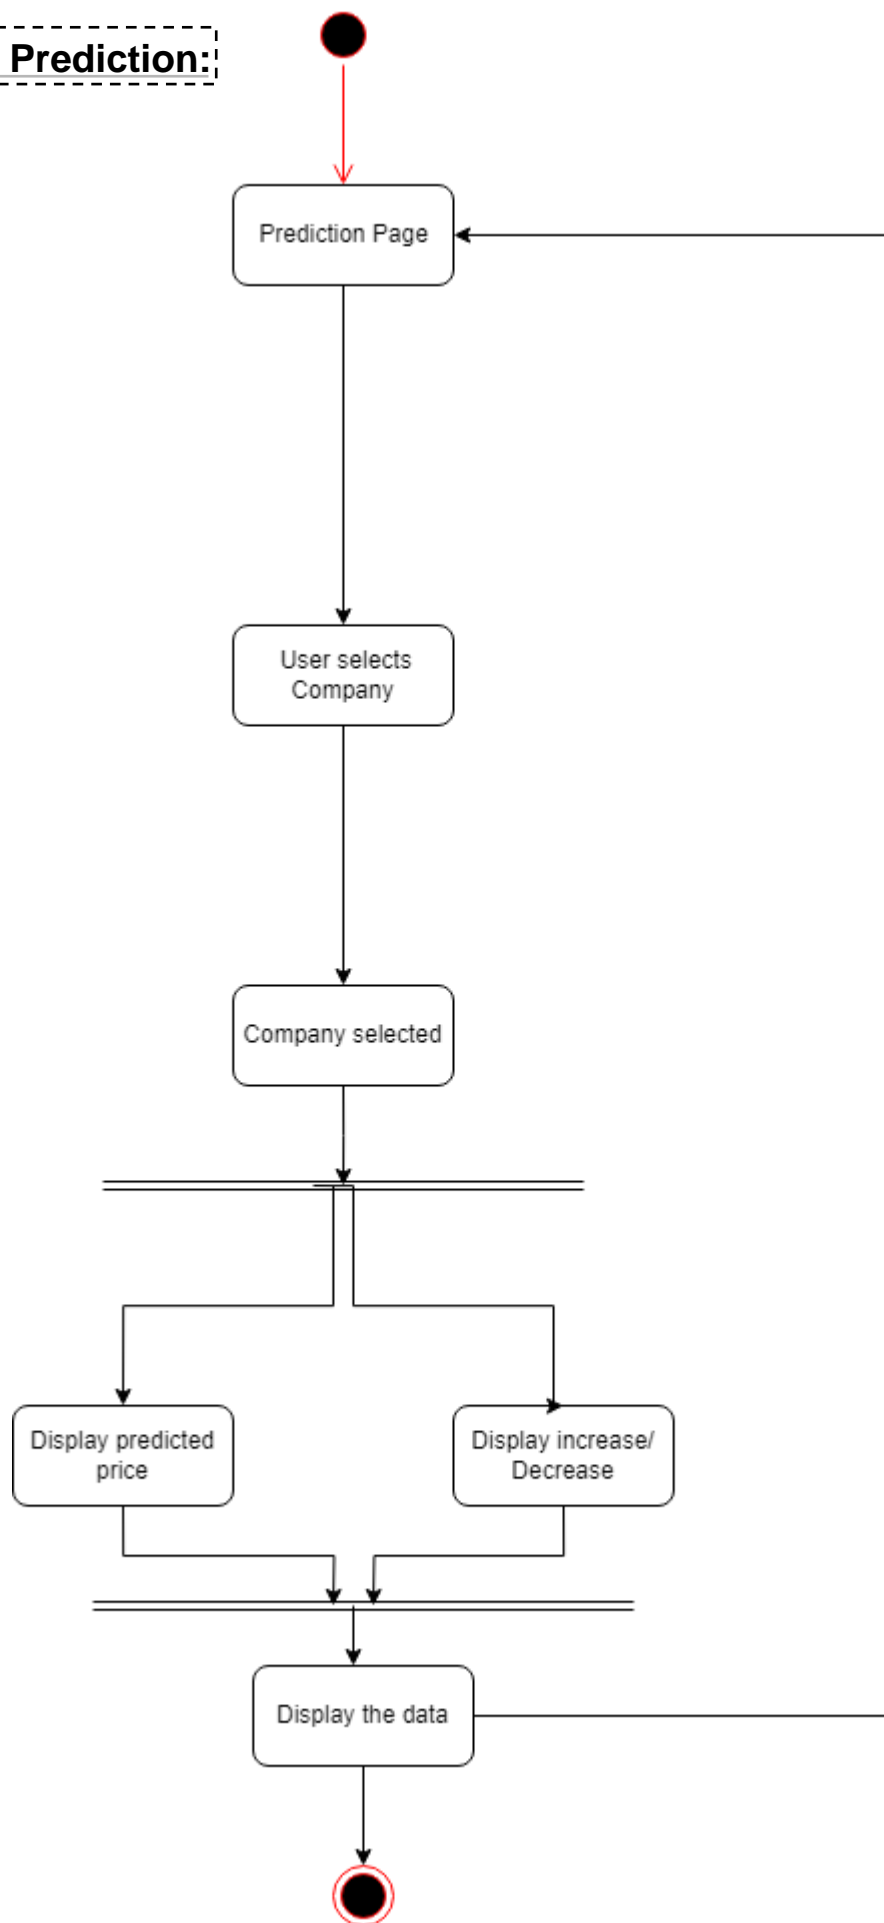 Prediction:
Prediction Page
User selects
Company
Company selected
Display predicted
price
Display increase/
Decrease
Display the data